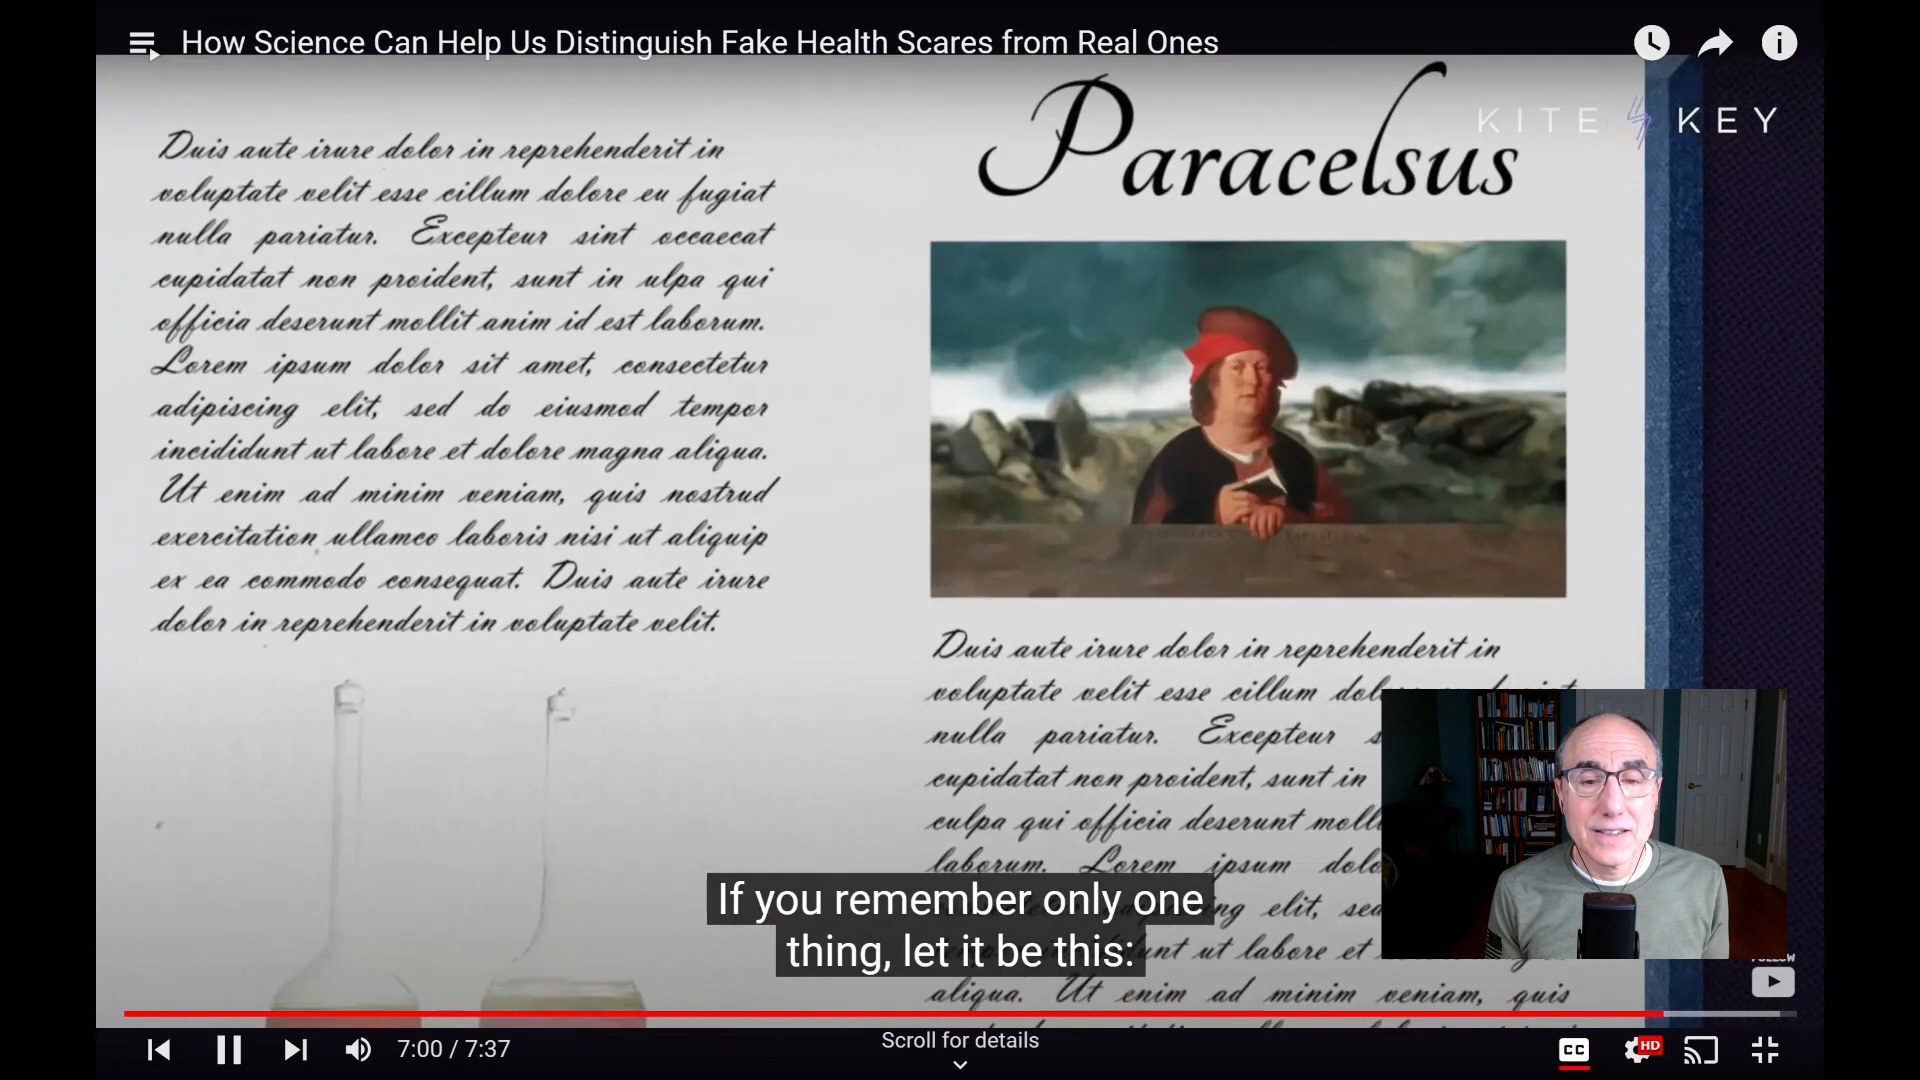 How Science Can Help Us Distinguish Fake Health Scares from Real Ones
KITE KEY
Duis aute irure dolor in reprehenderit in
voluptate velit esse cillum dolore eu fugiat
nulla pariatur. Excepteur sint occaecat
cupidatat non proident, sunt in ulpa qui
officia deserunt mollit anim id est laborum.
Lorem ipsum dolor sit amet, consectetur
adipiscing elit, sed do eiusmod tempor
incididunt ut labore et dolore magna aliqua.
Ut enim ad minim veniam, quis nostrud
exercitation ullamco laboris nisi ut aliquip
ex ea commodo consequat. Duis aute irure
dolor in reprehenderit in voluptate velit.
Paracelsus
Duis aute irure dolor in reprehenderit in
voluptate velit esse cillum
nulla pariatur. Excepteur
cupidatat non proident, sunt in
culpa qui officia deserunt
laborum. Lorem ipsum
elit,
ut labore et
aliqua. Ut enim ad minim veniam, quis
If you remember only one
thing, let it be this:
FOLLOW
7:00 / 7:37
Scroll for details
CC
HD